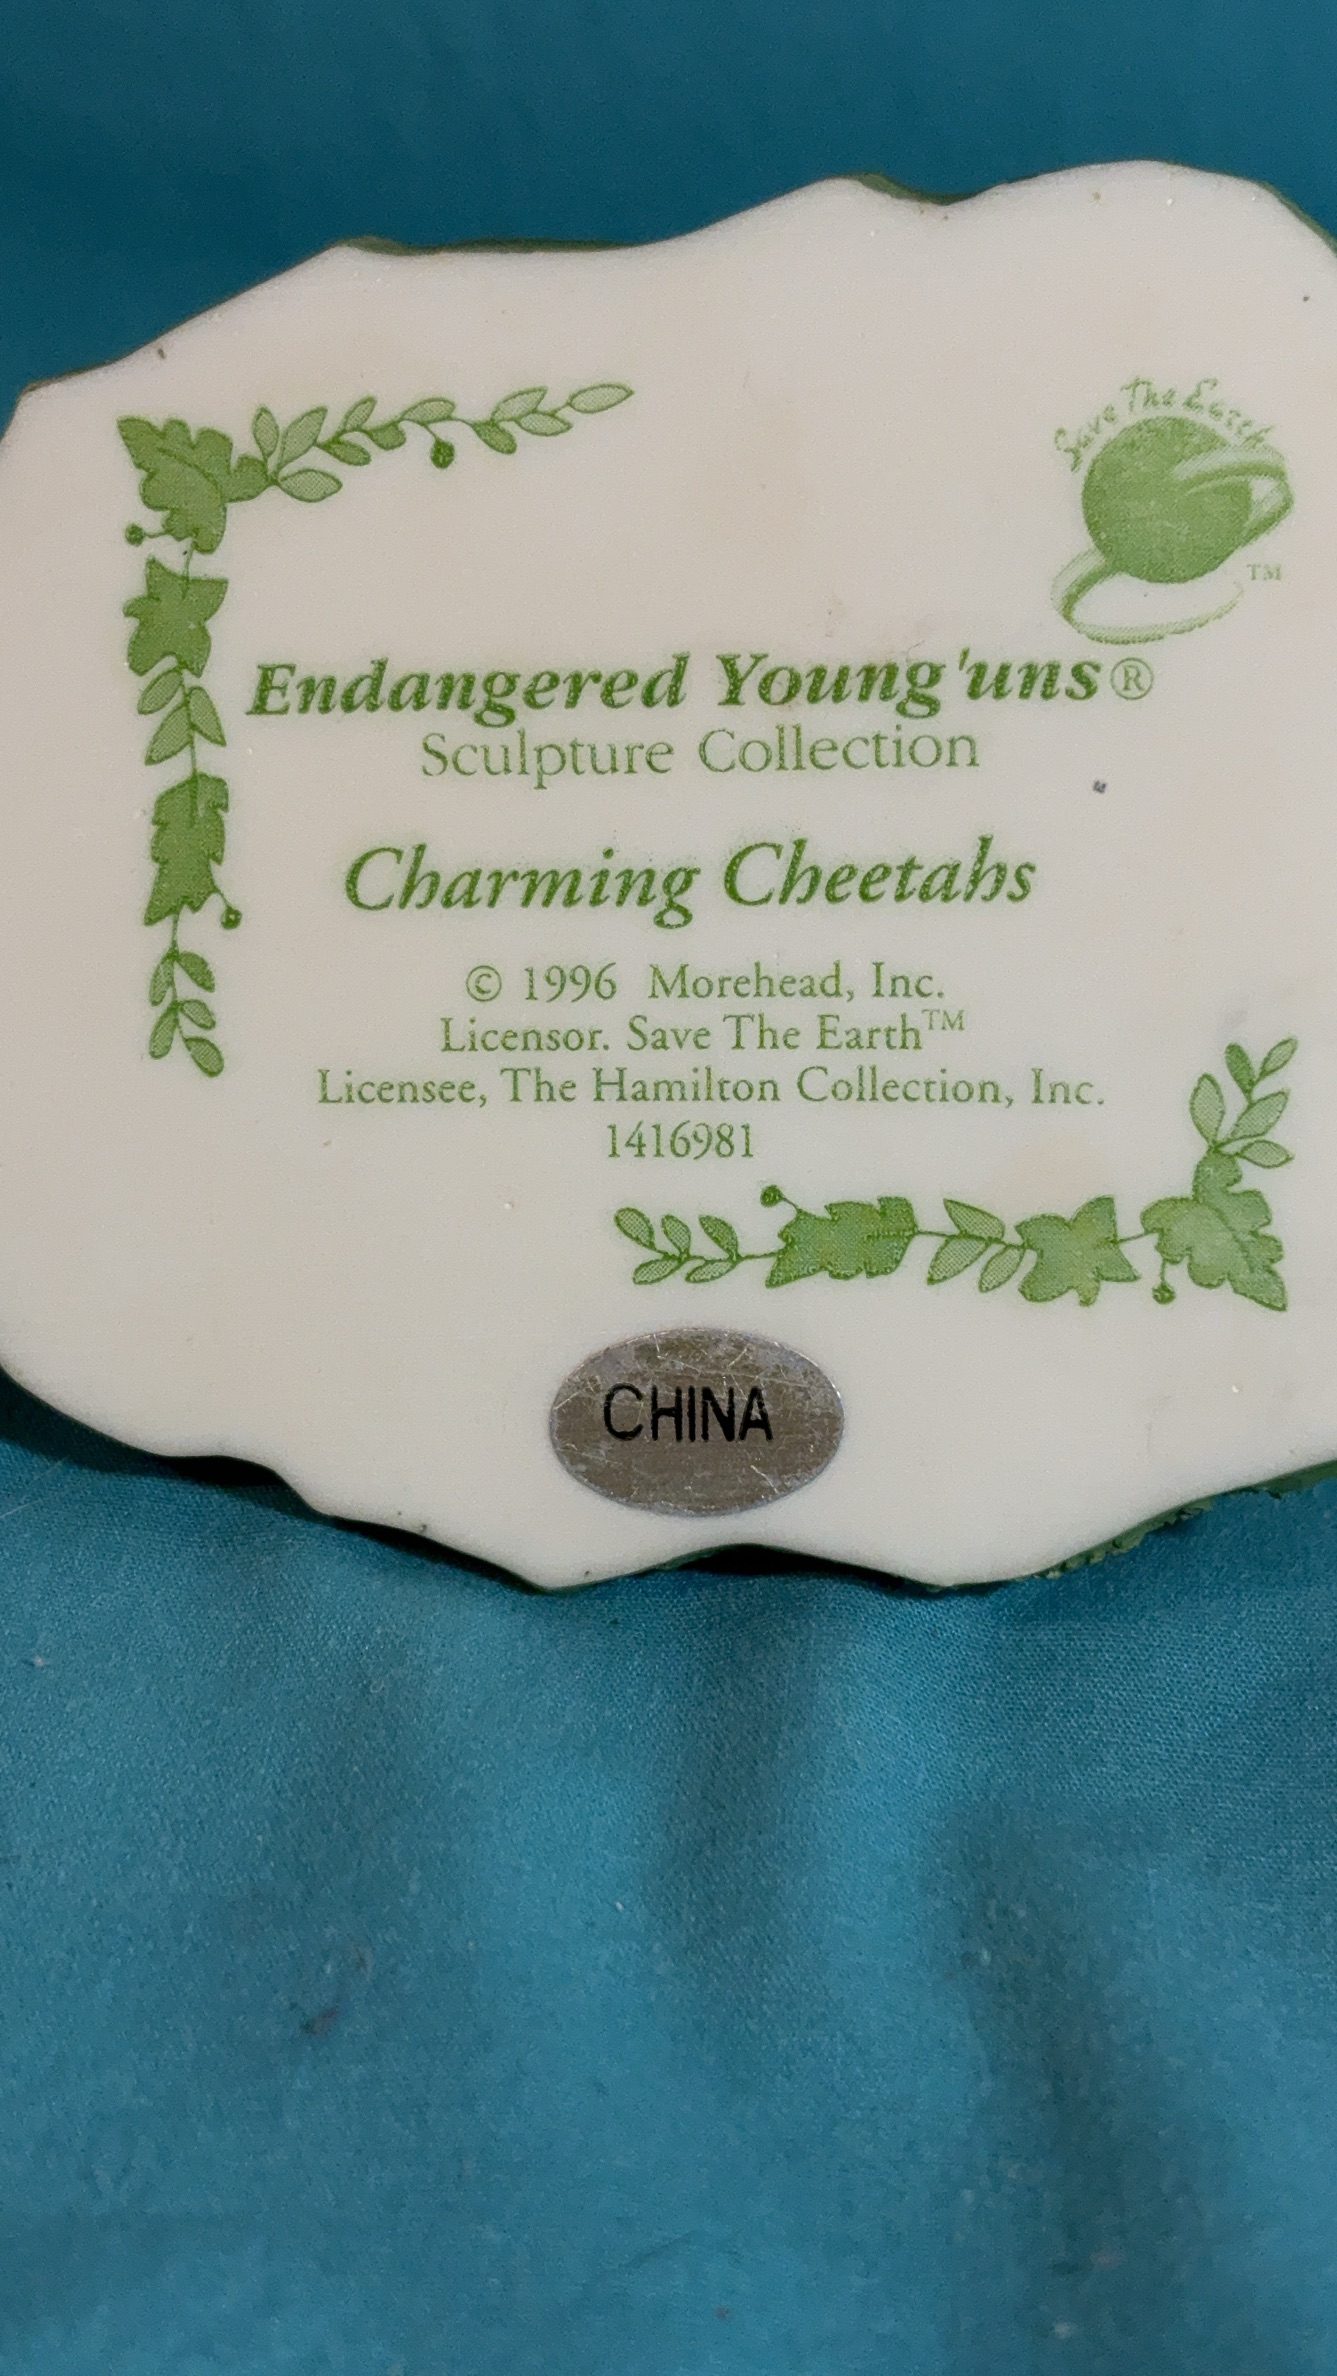 Save The Earth
TM
Endangered Young'uns®
Sculpture Collection
Charming Cheetahs
© 1996 Morehead, Inc.
Licensor. Save The Earth™
Licensee, The Hamilton Collection, Inc.
1416981
CHINA